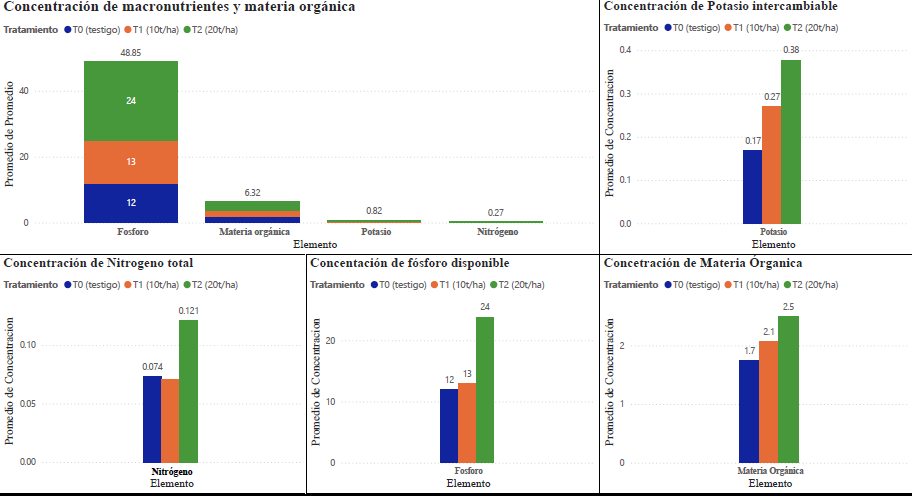 Concentración de macronutrientes y materia orgánica
Tratamiento T0 (testigo) T1 (10t/ha) T2 (20t/ha)
Promedio de Promedio
40
20
0
48.85
24
13
12
6.32
0.82
0.27
Fosforo Materia orgánica Potasio Nitrógeno
Elemento
Concentración de Potasio intercambiable
Tratamiento T0 (testigo) T1 (10t/ha) T2 (20t/ha)
Promedio de Concentracion
0.4
0.3
0.2
0.1
0.0
0.17
0.27
0.38
Potasio
Elemento
Concentración de Nitrogeno total
Tratamiento T0 (testigo) T1 (10t/ha) T2 (20t/ha)
Promedio de Concentracion
0.10
0.05
0.00
0.074
0.121
Nitrógeno
Elemento
Concentación de fósforo disponible
Tratamiento T0 (testigo) T1 (10t/ha) T2 (20t/ha)
Promedio de Concentracion
20
10
0
12
13
24
Fosforo
Elemento
Concetración de Materia Órganica
Tratamiento T0 (testigo) T1 (10t/ha) T2 (20t/ha)
Promedio de Concentración
2
1
0
1.7
2.1
2.5
Materia Orgánica
Elemento